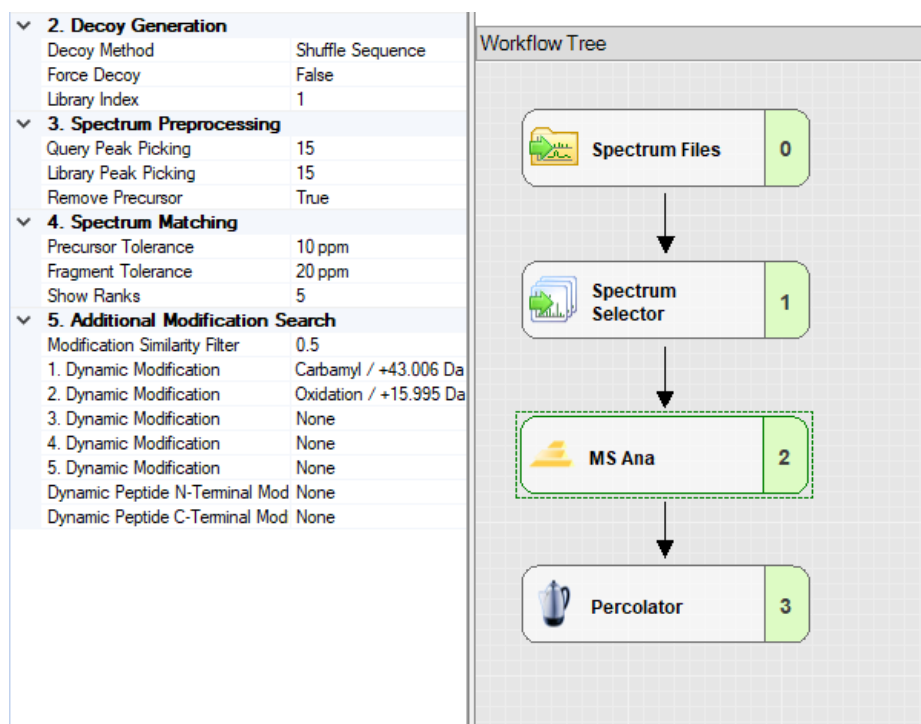 2. Decoy Generation
Decoy Method Shuffle Sequence
Force Decoy False
Library Index 1
3. Spectrum Preprocessing
Query Peak Picking 15
Library Peak Picking 15
Remove Precursor True
4. Spectrum Matching
Precursor Tolerance 10 ppm
Fragment Tolerance 20 ppm
Show Ranks 5
5. Additional Modification Search
Modification Similarity Filter 0.5
1. Dynamic Modification Carbamyl / +43.006 Da
2. Dynamic Modification Oxidation / +15.995 Da
3. Dynamic Modification None
4. Dynamic Modification None
5. Dynamic Modification None
Dynamic Peptide N-Terminal Mod None
Dynamic Peptide C-Terminal Mod None
Workflow Tree
Spectrum Files 0
Spectrum
Selector 1
MS Ana 2
Percolator 3